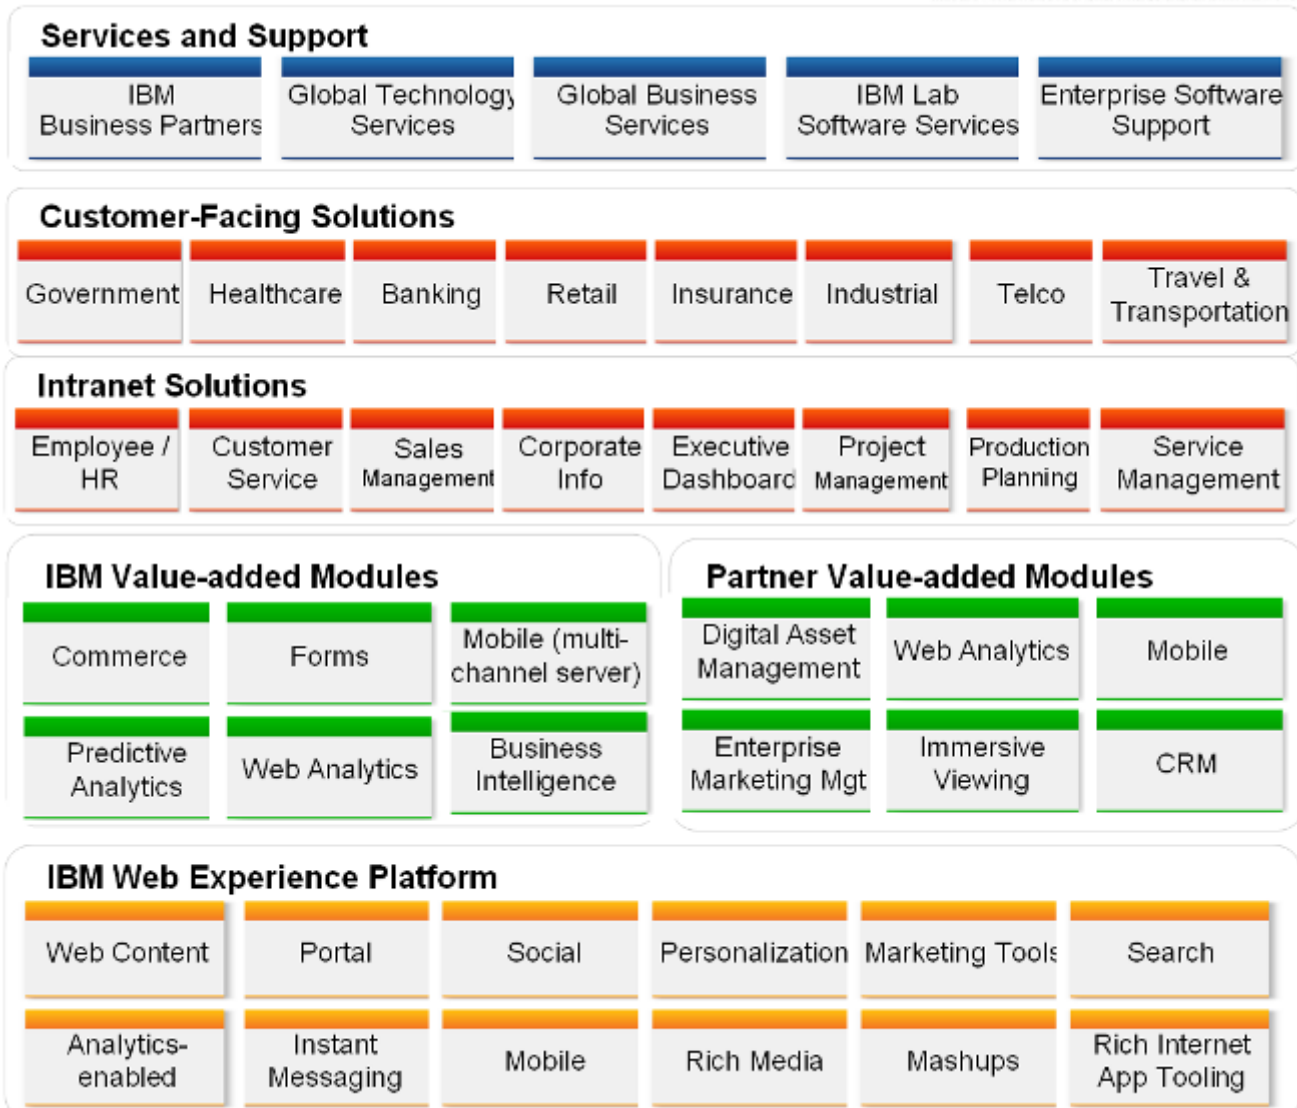 Services and Support
IBM
Business Partners
Global Technology
Services
Global Business
Services
IBM Lab
Software Services
Enterprise Software
Support
Customer-Facing Solutions
Government
Healthcare
Banking
Retail
Insurance
Industrial
Telco
Travel &
Transportation
Intranet Solutions
Employee /
HR
Customer
Service
Sales
Management
Corporate
Info
Executive
Dashboard
Project
Management
Production
Planning
Service
Management
IBM Value-added Modules
Commerce
Forms
Mobile (multi-
channel server)
Predictive
Analytics
Web Analytics
Business
Intelligence
Partner Value-added Modules
Digital Asset
Management
Web Analytics
Mobile
Enterprise
Marketing Mgt
Immersive
Viewing
CRM
IBM Web Experience Platform
Web Content
Portal
Social
Personalization
Marketing Tools
Search
Analytics-
enabled
Instant
Messaging
Mobile
Rich Media
Mashups
Rich Internet
App Tooling